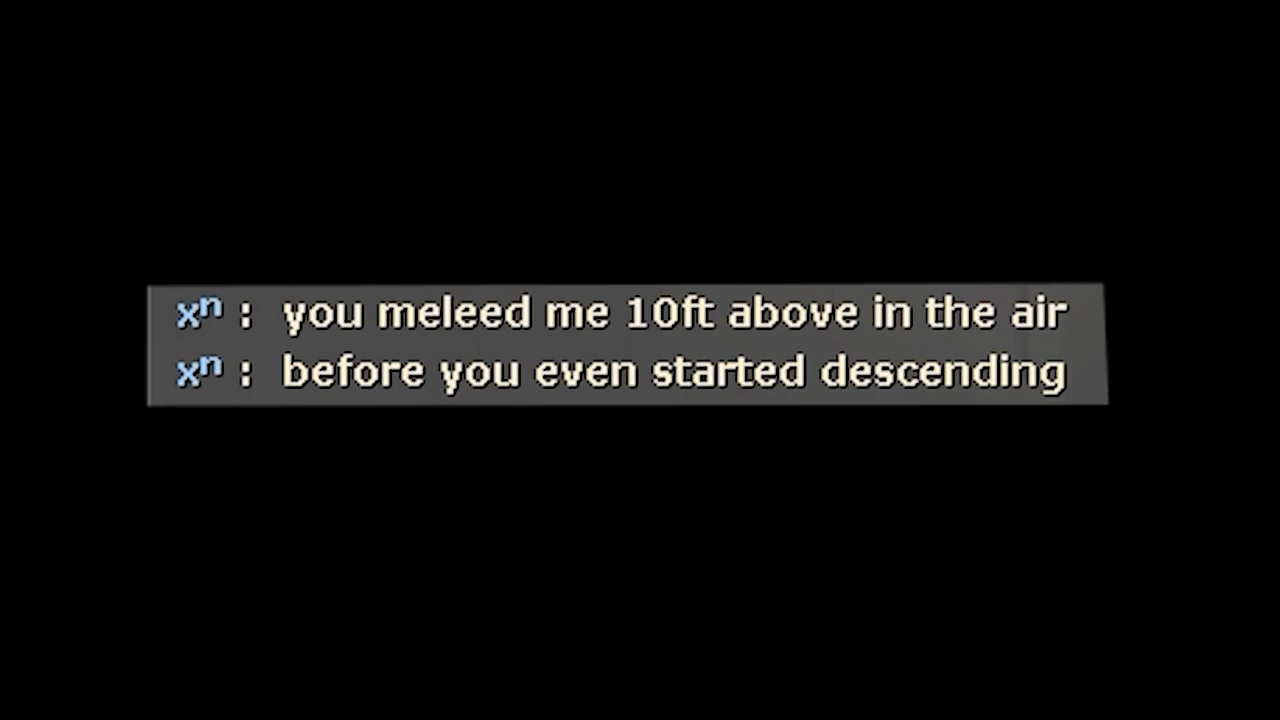 xⁿ :  you meleed me 10ft above in the air
xⁿ :  before you even started descending